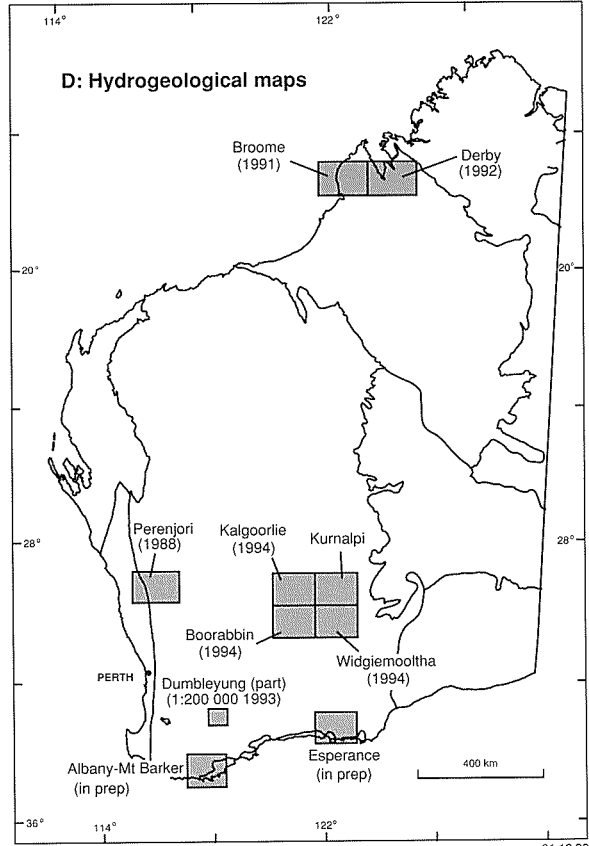 114°
122°
D: Hydrogeological maps
Broome
(1991)
Derby
(1992)
20°
20°
Perenjori
(1988)
Kalgoorlie
(1994)
Kurnalpi
28°
28°
Boorabbin
(1994)
Widgiemooltha
(1994)
PERTH
Dumbleyung (part)
(1:200 000 1993)
Albany-Mt Barker
(in prep)
Esperance
(in prep)
400 km
36°
114°
122°